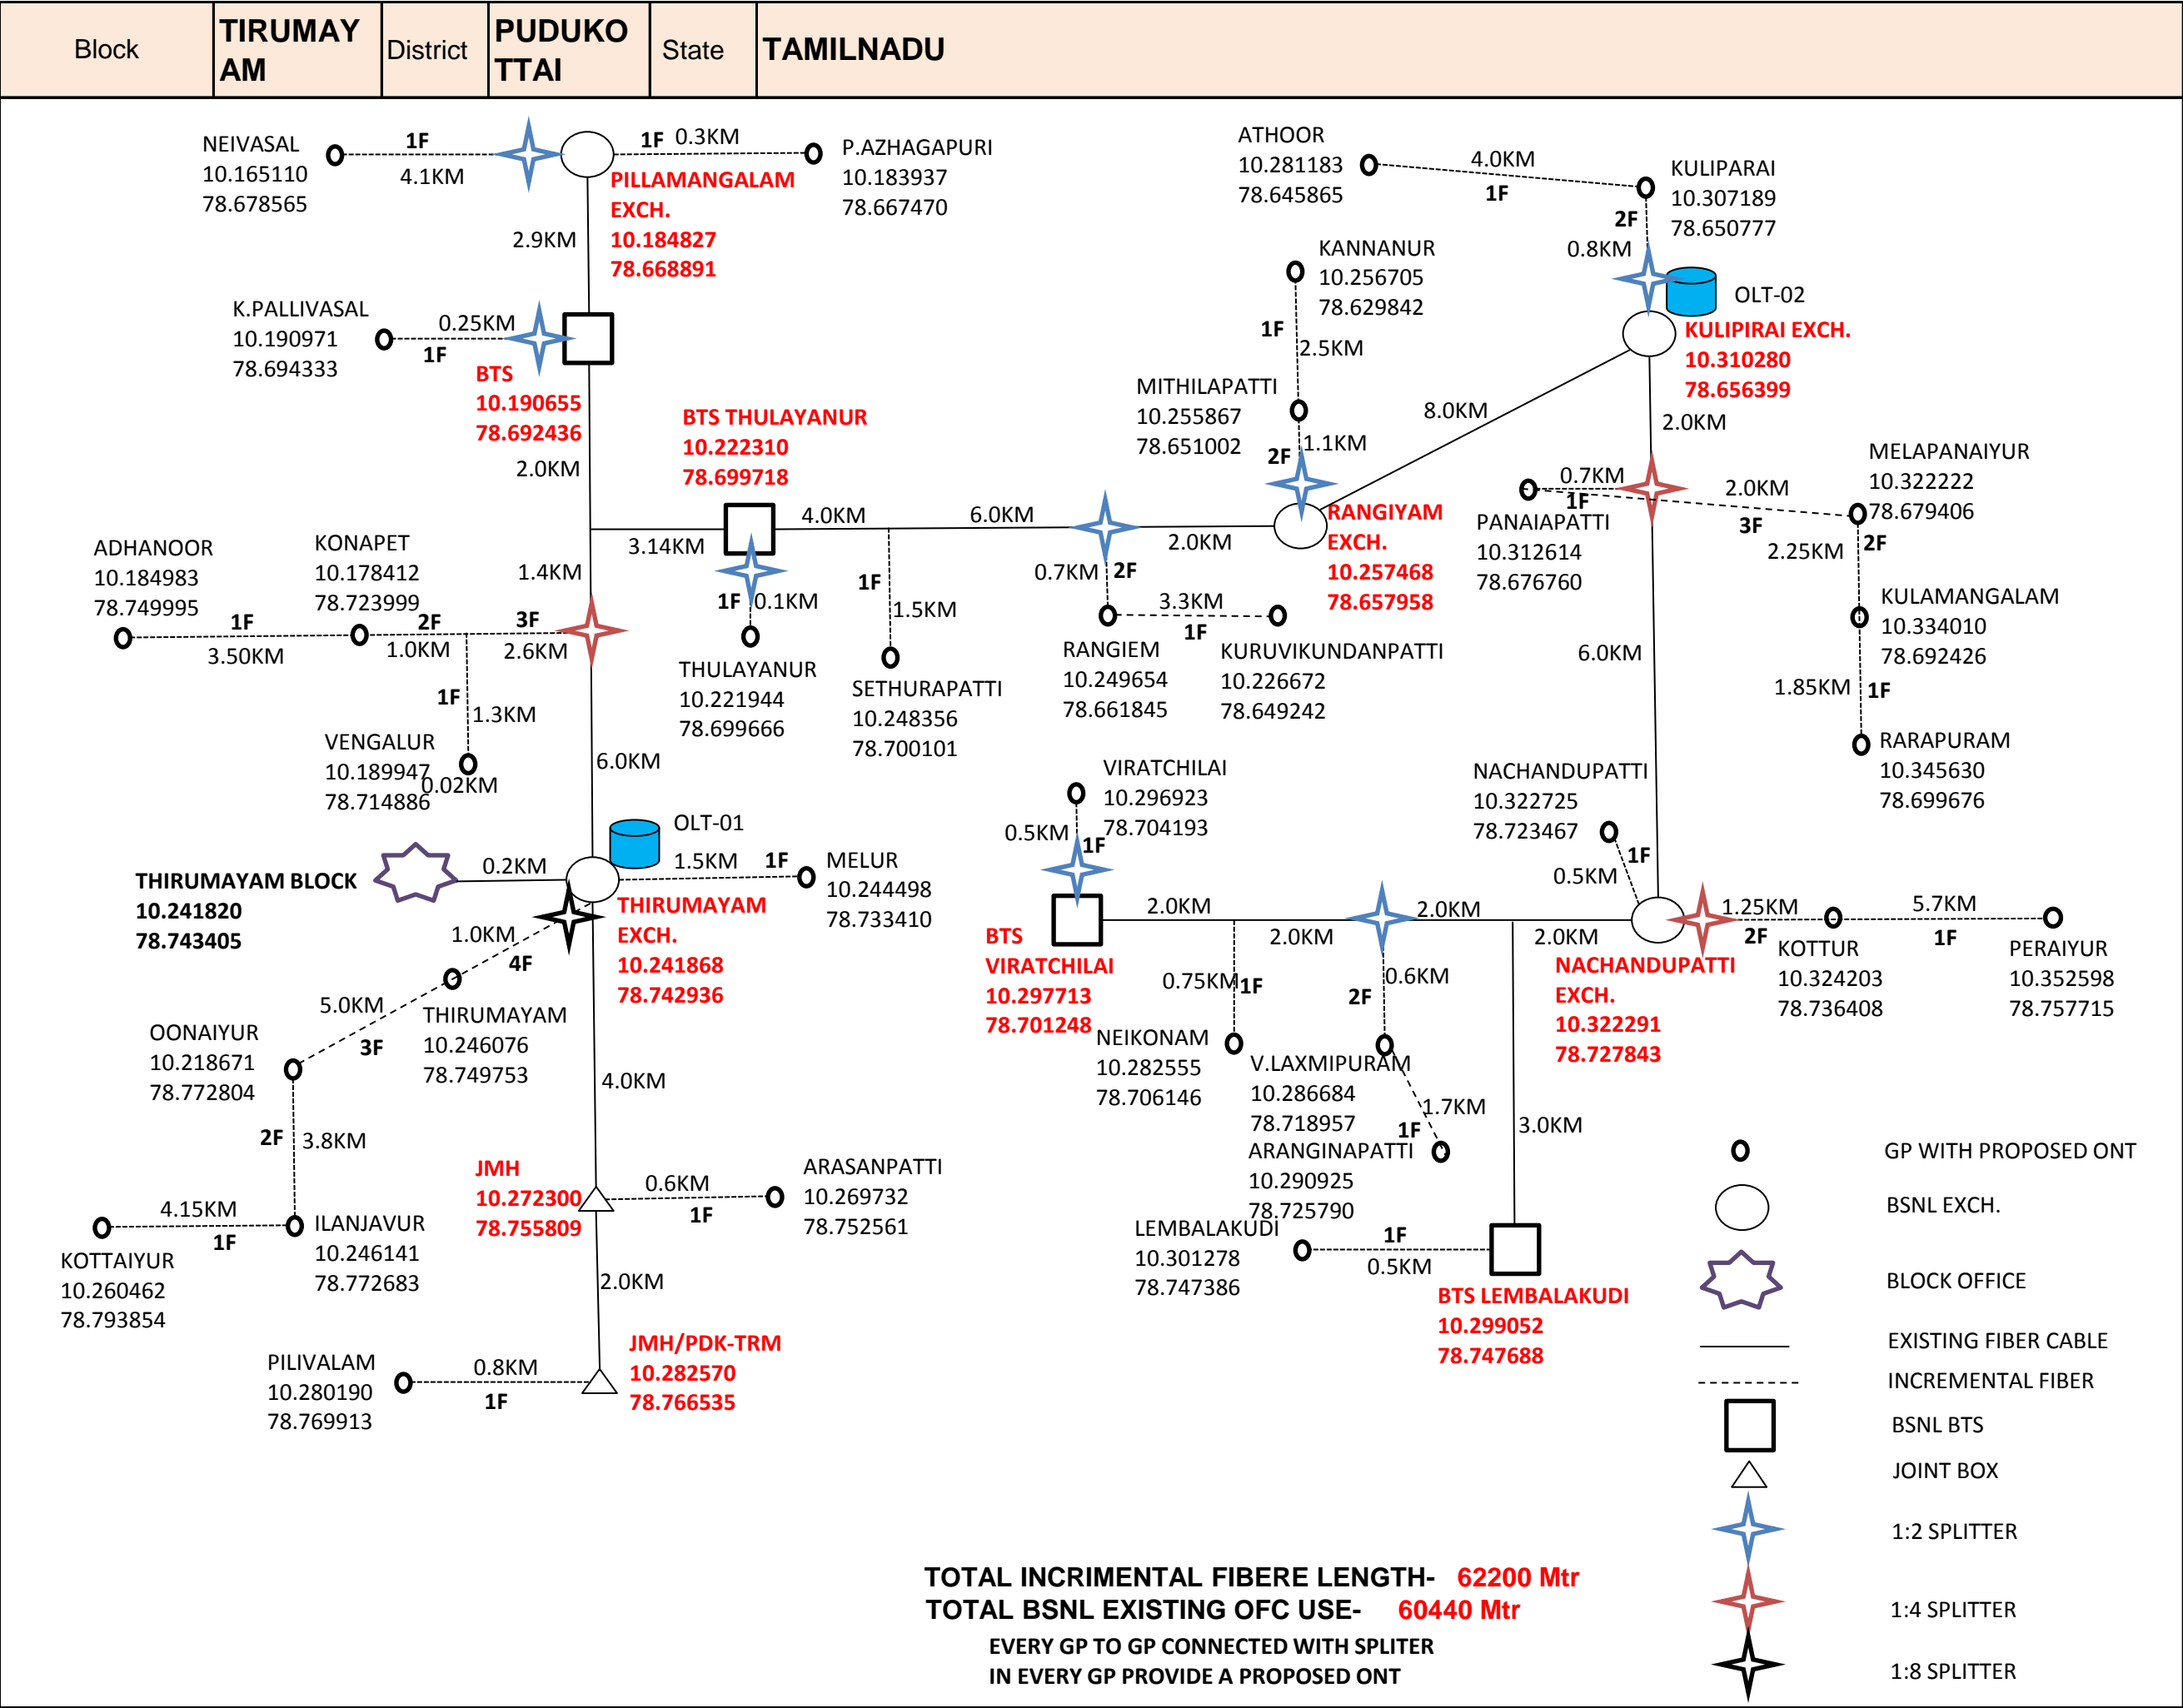 Block
TIRUMAY
AM
District
PUDUKO
TTAI
State
TAMILNADU
NEIVASAL
10.165110
78.678565
1F
4.1KM
1F 0.3KM
P.AZHAGAPURI
10.183937
78.667470
PILLAMANGALAM
EXCH.
10.184827
78.668891
2.9KM
K.PALLIVASAL
10.190971
78.694333
0.25KM
1F
BTS
10.190655
78.692436
2.0KM
BTS THULAYANUR
10.222310
78.699718
3.14KM
4.0KM
6.0KM
2.0KM
ADHANOOR
10.184983
78.749995
KONAPET
10.178412
78.723999
1.4KM
1F
3.50KM
2F
1.0KM
3F
2.6KM
1F
1.3KM
VENGALUR
10.189947
78.714886
0.02KM
1F
0.1KM
THULAYANUR
10.221944
78.699666
1F
1.5KM
SETHURAPATTI
10.248356
78.700101
0.7KM
2F
3.3KM
1F
RANGIEM
10.249654
78.661845
KURUVIKUNDANPATTI
10.226672
78.649242
6.0KM
ATHOOR
10.281183
78.645865
4.0KM
1F
KULIPARAI
10.307189
78.650777
2F
0.8KM
KANNANUR
10.256705
78.629842
1F
2.5KM
OLT-02
KULIPIRAI EXCH.
10.310280
78.656399
MITHILAPATTI
10.255867
78.651002
1.1KM
2F
8.0KM
2.0KM
RANGIYAM
EXCH.
10.257468
78.657958
0.7KM
1F
2.0KM
3F
MELAPANAIYUR
10.322222
78.679406
PANAIAPATTI
10.312614
78.676760
2.25KM
2F
KULAMANGALAM
10.334010
78.692426
6.0KM
1.85KM
1F
RARAPURAM
10.345630
78.699676
OLT-01
THIRUMAYAM BLOCK
10.241820
78.743405
0.2KM
1.5KM
1F
MELUR
10.244498
78.733410
THIRUMAYAM
EXCH.
10.241868
78.742936
1.0KM
4F
THIRUMAYAM
10.246076
78.749753
5.0KM
3F
OONAIYUR
10.218671
78.772804
2F
3.8KM
4.0KM
4.15KM
1F
ILANJAVUR
10.246141
78.772683
KOTTAIYUR
10.260462
78.793854
JMH
10.272300
78.755809
0.6KM
1F
ARASANPATTI
10.269732
78.752561
2.0KM
PILIVALAM
10.280190
78.769913
0.8KM
1F
JMH/PDK-TRM
10.282570
78.766535
VIRATCHILAI
10.296923
78.704193
0.5KM
1F
NACHANDUPATTI
10.322725
78.723467
1F
0.5KM
BTS
VIRATCHILAI
10.297713
78.701248
2.0KM
2.0KM
2.0KM
2.0KM
NACHANDUPATTI
EXCH.
10.322291
78.727843
1.25KM
2F
5.7KM
1F
KOTTUR
10.324203
78.736408
PERAIYUR
10.352598
78.757715
0.75KM
1F
NEIKONAM
10.282555
78.706146
0.6KM
2F
V.LAXMIPURAM
10.286684
78.718957
1.7KM
1F
ARANGINAPATTI
10.290925
78.725790
3.0KM
LEMBALAKUDI
10.301278
78.747386
1F
0.5KM
BTS LEMBALAKUDI
10.299052
78.747688
GP WITH PROPOSED ONT
BSNL EXCH.
BLOCK OFFICE
EXISTING FIBER CABLE
INCREMENTAL FIBER
BSNL BTS
JOINT BOX
1:2 SPLITTER
1:4 SPLITTER
1:8 SPLITTER
TOTAL INCRIMENTAL FIBERE LENGTH- 62200 Mtr
TOTAL BSNL EXISTING OFC USE- 60440 Mtr
EVERY GP TO GP CONNECTED WITH SPLITER
IN EVERY GP PROVIDE A PROPOSED ONT